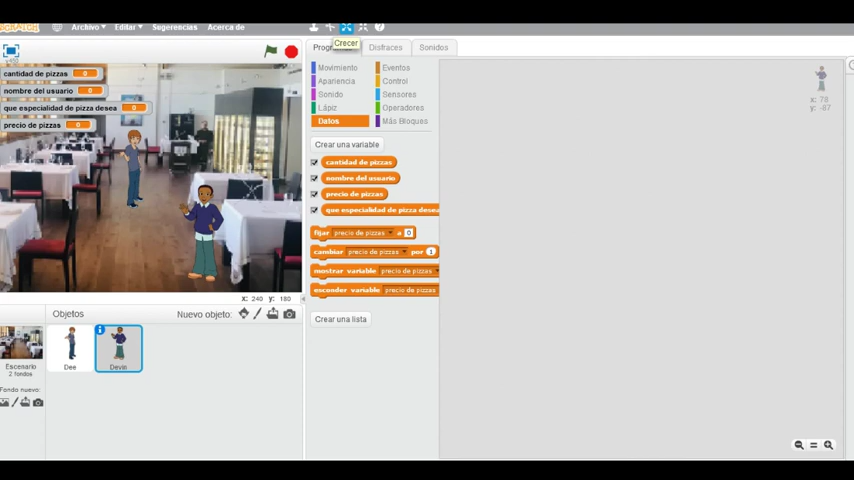 SCRATCH
Archivo Editar Sugerencias Acerca de
Crecer
Disfraces Sonidos
cantidad de pizzas 0
nombre del usuario 0
que especialidad de pizza desea 0
precio de pizzas 0
Movimiento Eventos
Apariencia Control
Sonido Sensores
Lápiz Operadores
Datos Más Bloques
Crear una variable
cantidad de pizzas
nombre del usuario
precio de pizzas
que especialidad de pizza desea
fijar precio de pizzas a 0
cambiar precio de pizzas por 1
mostrar variable precio de pizzas
esconder variable precio de pizzas
Crear una lista
x: 78
y: -87
x: 240 y: 180
Objetos Nuevo objeto:
Escenario
2 fondos
Fondo nuevo:
Dee
Devin